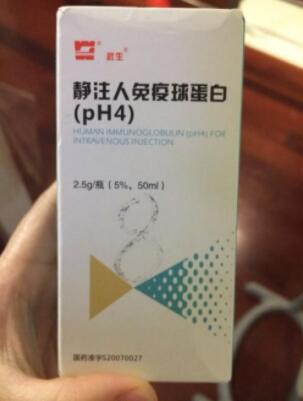 武生
静注人免疫球蛋白
(pH4)
HUMAN IMMUNOGLOBULIN (pH4) FOR
INTRAVENOUS INJECTION
2.5g/瓶（5%，50ml）
国药准字S20070027